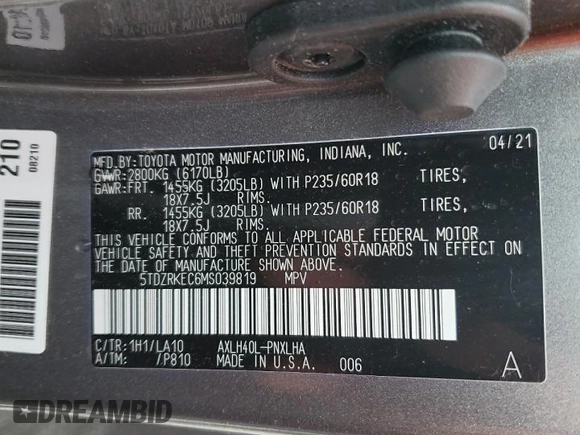 210
08210
MFD.BY:TOYOTA MOTOR MANUFACTURING, INDIANA, INC. 04/21
GVWR:2800KG (6170LB)
GAWR:FRT. 1455KG (3205LB) WITH P235/60R18 TIRES,
18X7.5J RIMS.
RR. 1455KG (3205LB) WITH P235/60R18 TIRES,
18X7.5J RIMS.
THIS VEHICLE CONFORMS TO ALL APPLICABLE FEDERAL MOTOR
VEHICLE SAFETY AND THEFT PREVENTION STANDARDS IN EFFECT ON
THE DATE OF MANUFACTURE SHOWN ABOVE.
5TDZRKEC6MS039819 MPV
C/TR:1H1/LA10 AXLH40L-PNXLHA
A/TM: /P810 MADE IN U.S.A. 006 A
DREAMBID